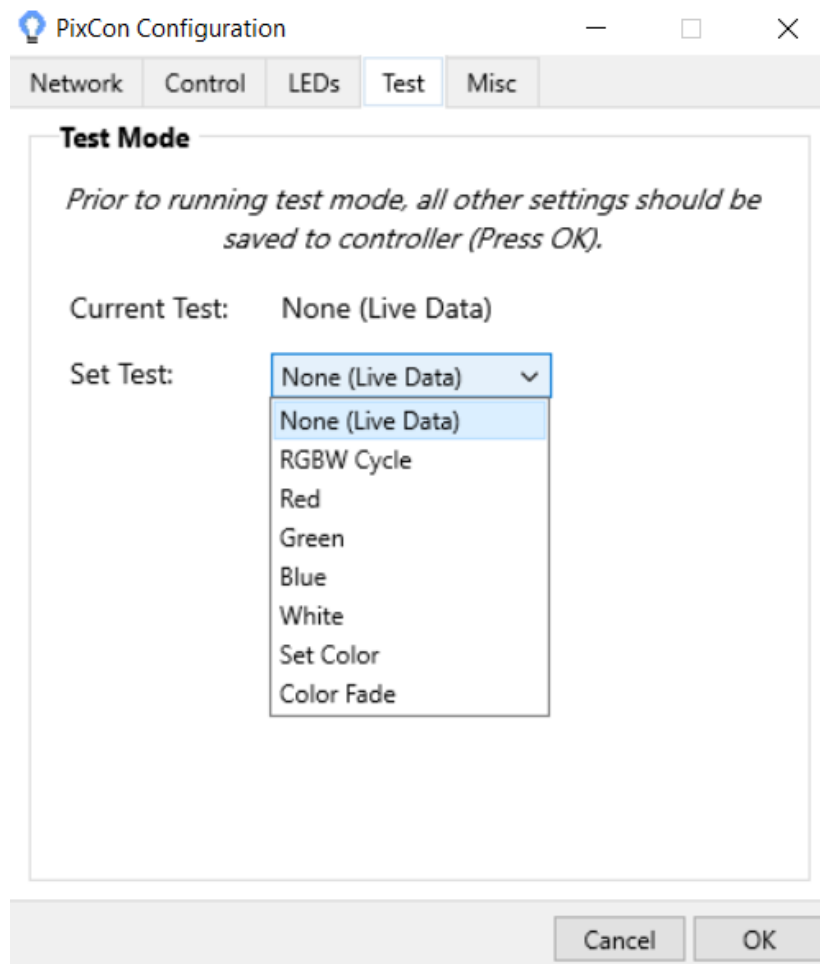 PixCon Configuration
Network Control LEDs Test Misc
Test Mode
Prior to running test mode, all other settings should be
saved to controller (Press OK).
Current Test: None (Live Data)
Set Test: None (Live Data)
None (Live Data)
RGBW Cycle
Red
Green
Blue
White
Set Color
Color Fade
Cancel OK